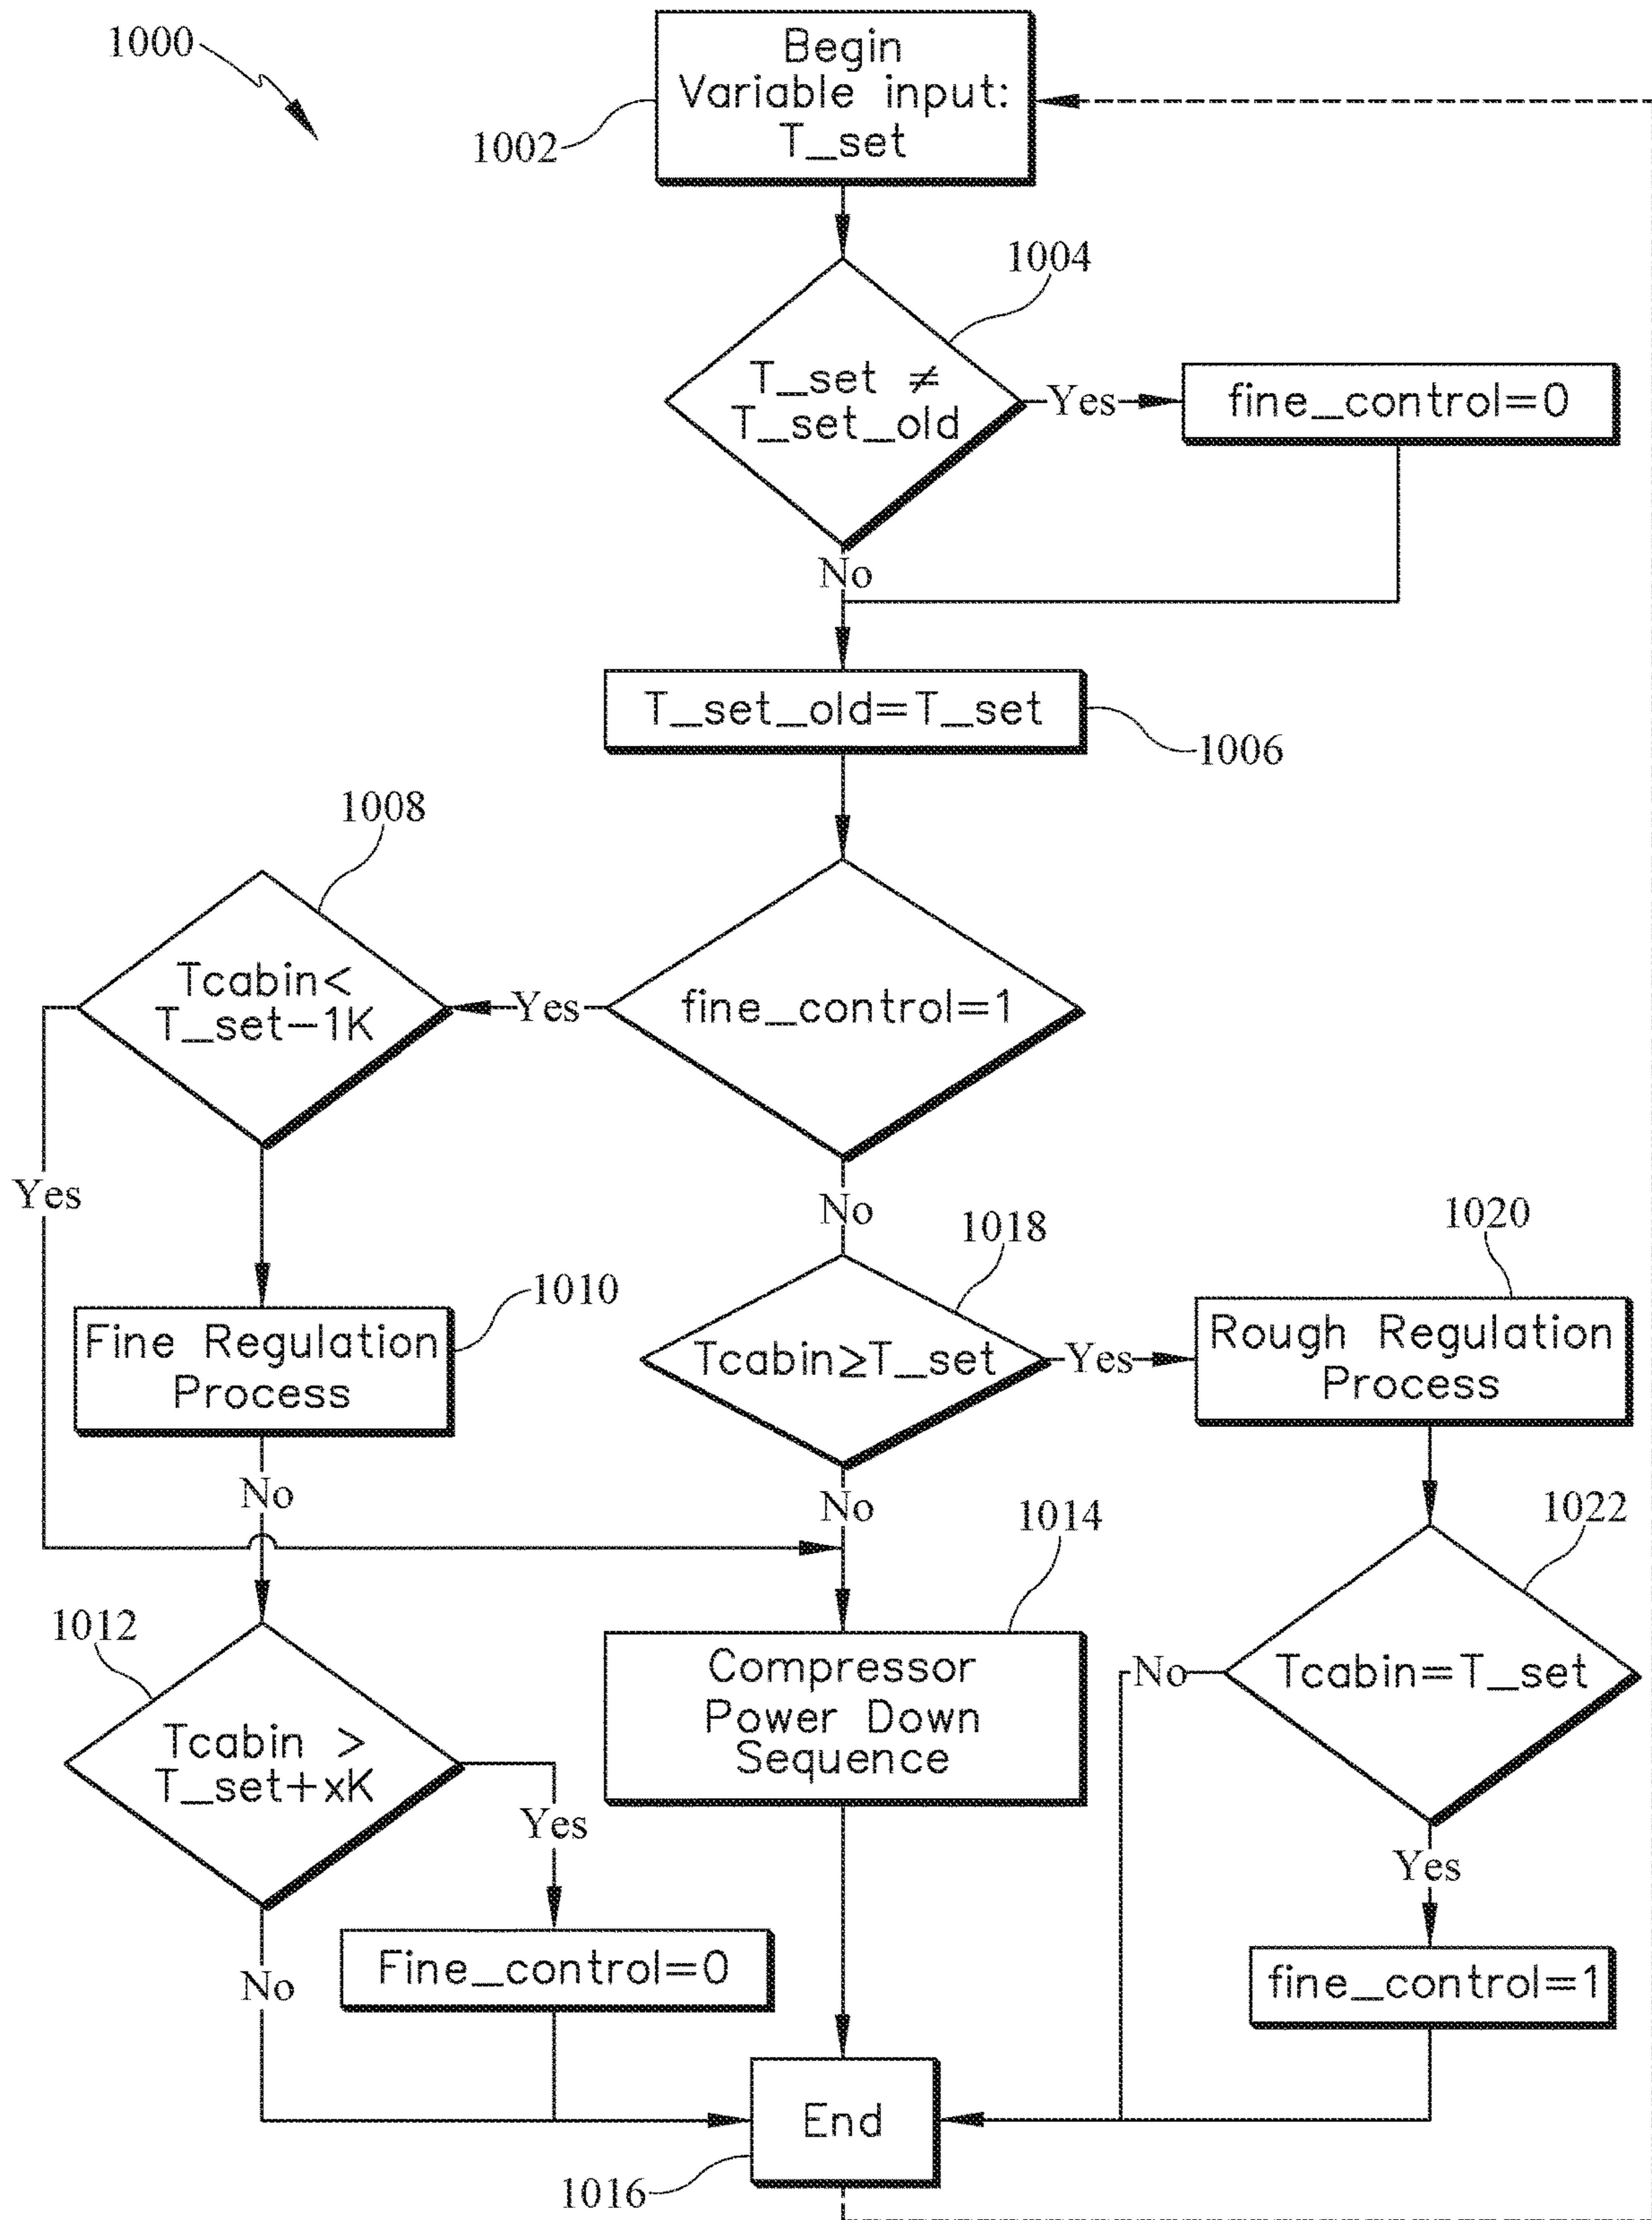 1000
Begin
Variable input:
T_set
1002
1004
T_set ≠
T_set_old
Yes
fine_control=0
No
T_set_old=T_set
1006
1008
Tcabin<
T_set-1K
Yes
fine_control=1
Yes
No
1018
1020
1010
Fine Regulation
Process
Tcabin≥T_set
Yes
Rough Regulation
Process
No
No
1014
1022
1012
Compressor
Power Down
Sequence
No
Tcabin=T_set
Tcabin >
T_set+xK
Yes
Yes
No
Fine_control=0
fine_control=1
End
1016